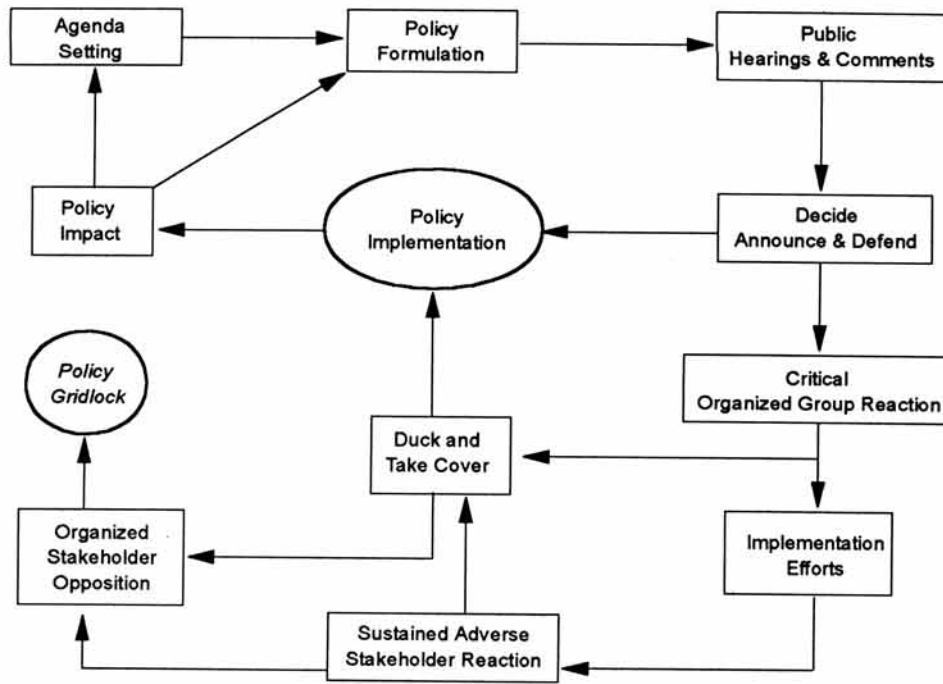 Agenda
Setting
Policy
Formulation
Public
Hearings & Comments
Policy
Impact
Policy
Implementation
Decide
Announce & Defend
Policy
Gridlock
Critical
Organized Group Reaction
Duck and
Take Cover
Organized
Stakeholder
Opposition
Implementation
Efforts
Sustained Adverse
Stakeholder Reaction